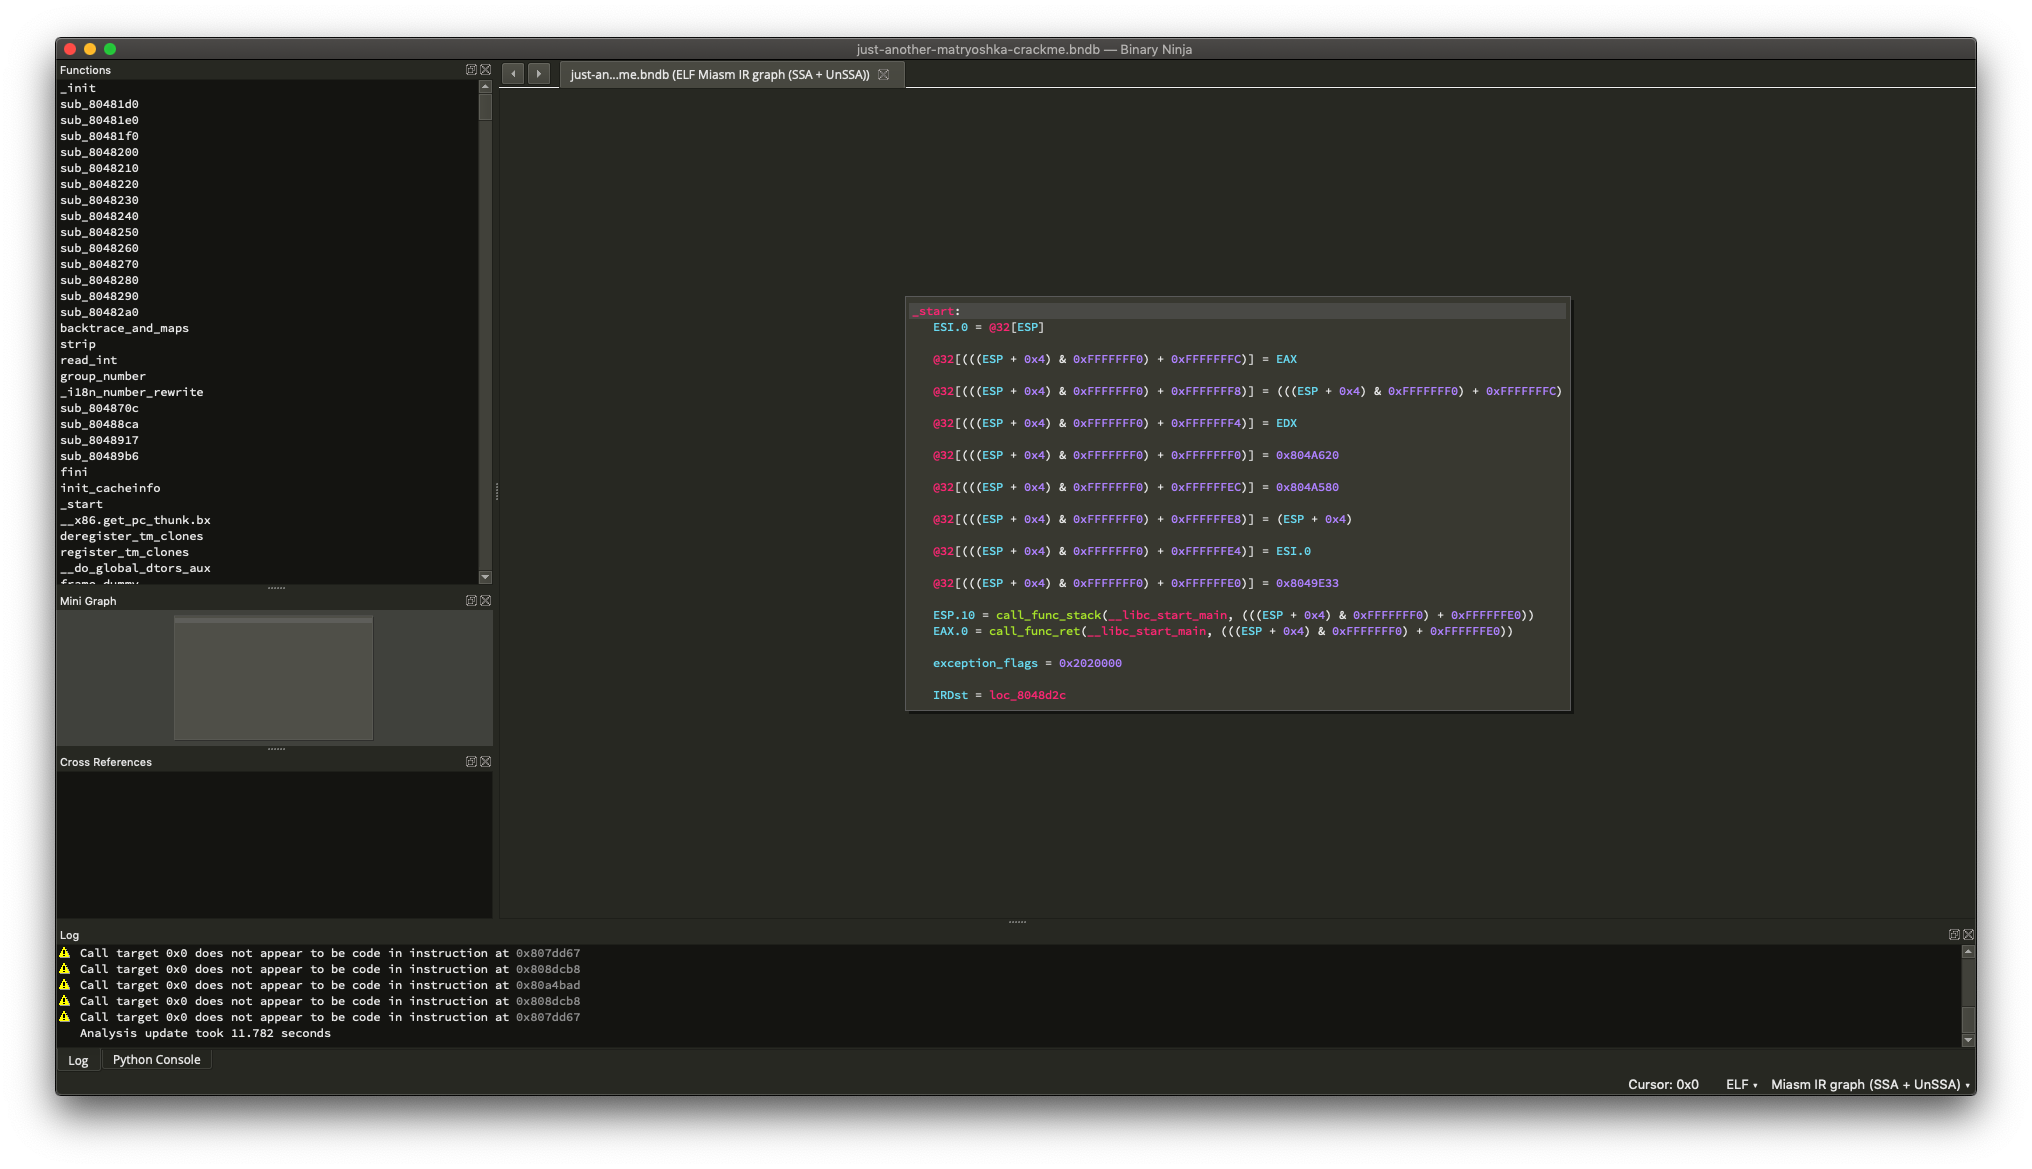 just-another-matryoshka-crackme.bndb — Binary Ninja
Functions
_init
sub_80481d0
sub_80481e0
sub_80481f0
sub_8048200
sub_8048210
sub_8048220
sub_8048230
sub_8048240
sub_8048250
sub_8048260
sub_8048270
sub_8048280
sub_8048290
sub_80482a0
backtrace_and_maps
strip
read_int
group_number
_i18n_number_rewrite
sub_804870c
sub_80488ca
sub_8048917
sub_80489b6
fini
init_cacheinfo
_start
__x86.get_pc_thunk.bx
deregister_tm_clones
register_tm_clones
__do_global_dtors_aux
frame_dummy
Mini Graph
Cross References
just-an...me.bndb (ELF Miasm IR graph (SSA + UnSSA))
_start:
ESI.0 = @32[ESP]
@32[(((ESP + 0x4) & 0xFFFFFFF0) + 0xFFFFFFFC)] = EAX
@32[(((ESP + 0x4) & 0xFFFFFFF0) + 0xFFFFFFF8)] = (((ESP + 0x4) & 0xFFFFFFF0) + 0xFFFFFFFC)
@32[(((ESP + 0x4) & 0xFFFFFFF0) + 0xFFFFFFF4)] = EDX
@32[(((ESP + 0x4) & 0xFFFFFFF0) + 0xFFFFFFF0)] = 0x804A620
@32[(((ESP + 0x4) & 0xFFFFFFF0) + 0xFFFFFFEC)] = 0x804A580
@32[(((ESP + 0x4) & 0xFFFFFFF0) + 0xFFFFFFE8)] = (ESP + 0x4)
@32[(((ESP + 0x4) & 0xFFFFFFF0) + 0xFFFFFFE4)] = ESI.0
@32[(((ESP + 0x4) & 0xFFFFFFF0) + 0xFFFFFFE0)] = 0x8049E33
ESP.10 = call_func_stack(__libc_start_main, (((ESP + 0x4) & 0xFFFFFFF0) + 0xFFFFFFE0))
EAX.0 = call_func_ret(__libc_start_main, (((ESP + 0x4) & 0xFFFFFFF0) + 0xFFFFFFE0))
exception_flags = 0x2020000
IRDst = loc_8048d2c
Log
Call target 0x0 does not appear to be code in instruction at 0x807dd67
Call target 0x0 does not appear to be code in instruction at 0x808dcb8
Call target 0x0 does not appear to be code in instruction at 0x80a4bad
Call target 0x0 does not appear to be code in instruction at 0x808dcb8
Call target 0x0 does not appear to be code in instruction at 0x807dd67
Analysis update took 11.782 seconds
Log Python Console
Cursor: 0x0 ELF Miasm IR graph (SSA + UnSSA)